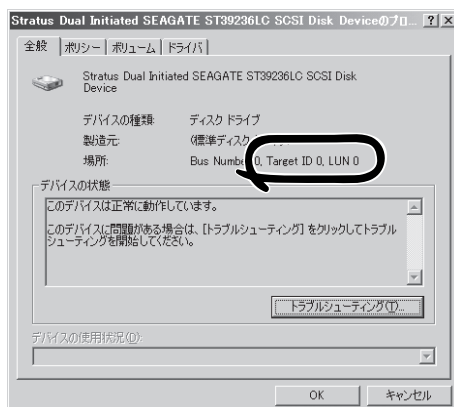 Stratus Dual Initiated SEAGATE ST39236LC SCSI Disk Deviceのプロ...
全般 ポリシー ボリューム ドライバ
Stratus Dual Initiated SEAGATE ST39236LC SCSI Disk
Device
デバイスの種類: ディスク ドライブ
製造元: (標準ディスク
場所: Bus Number 0, Target ID 0, LUN 0
デバイスの状態
このデバイスは正常に動作しています。
このデバイスに問題がある場合は、[トラブルシューティング] をクリックしてトラブル
シューティングを開始してください。
トラブルシューティング(T)...
デバイスの使用状況(D):
OK キャンセル